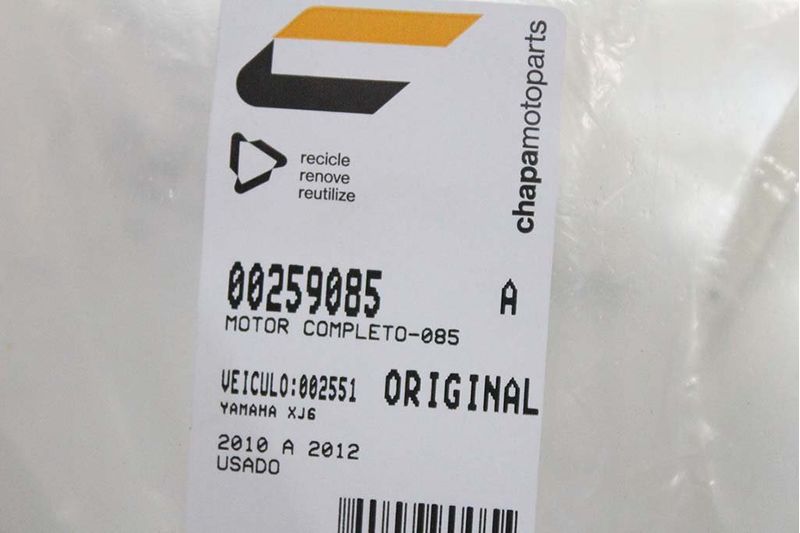 chapamotoparts
recicle
renove
reutilize
00259085 A
MOTOR COMPLETO-085
VEICULO:002551 ORIGINAL
YAMAHA XJ6
2010 A 2012
USADO